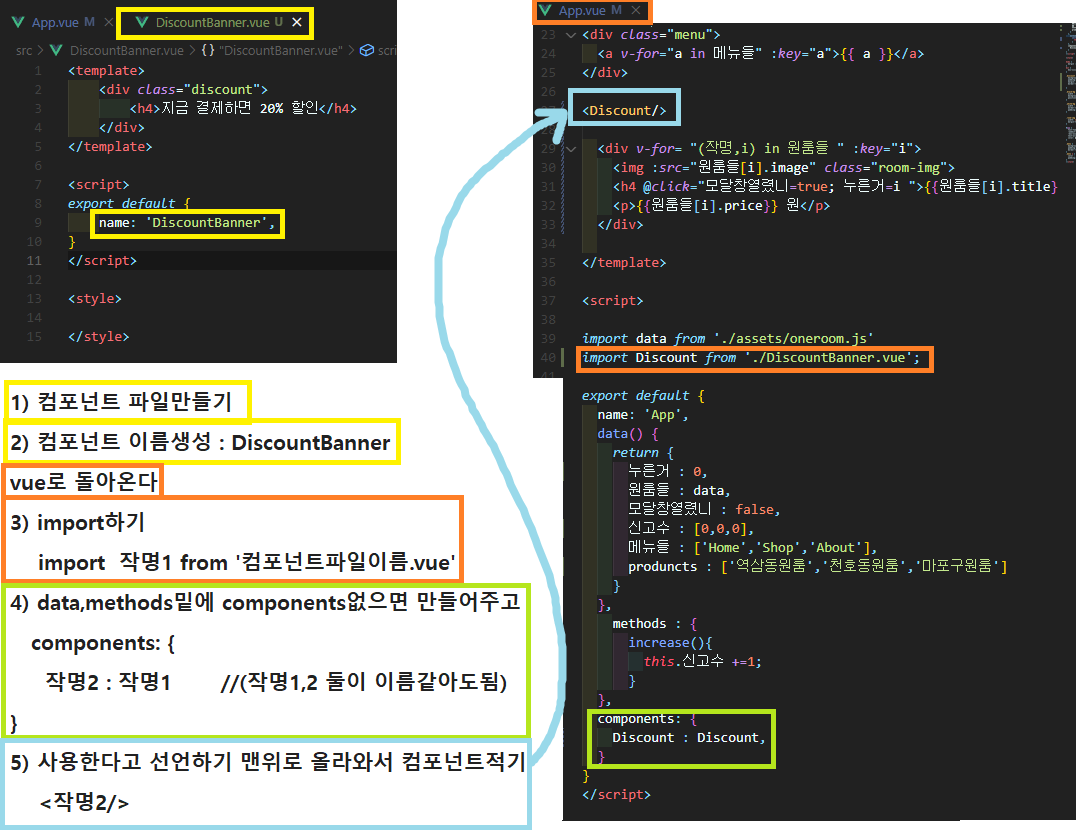 App.vue M ×
DiscountBanner.vue U ×
src > DiscountBanner.vue > {} "DiscountBanner.vue" > scri
1 <template>
2 <div class="discount">
3 <h4>지금 결제하면 20% 할인</h4>
4 </div>
5 </template>
6
7 <script>
8 export default {
9 name: 'DiscountBanner',
10 }
11 </script>
12
13 <style>
14
15 </style>
1) 컴포넌트 파일만들기
2) 컴포넌트 이름생성 : DiscountBanner
vue로 돌아온다
3) import하기
import 작명1 from '컴포넌트파일이름.vue'
4) data,methods밑에 components없으면 만들어주고
components: {
작명2 : 작명1 //(작명1,2 둘이 이름같아도됨)
}
5) 사용한다고 선언하기 맨위로 올라와서 컴포넌트적기
<작명2/>
App.vue M ×
23 <div class="menu">
24 <a v-for="a in 메뉴들" :key="a">{{ a }}</a>
25 </div>
26
<Discount/>
29 <div v-for= "(작명,i) in 원룸들 " :key="i">
30 <img :src="원룸들[i].image" class="room-img">
31 <h4 @click="모달창열렸니=true; 누른거=i ">{{원룸들[i].title}
32 <p>{{원룸들[i].price}} 원</p>
33 </div>
34
35 </template>
36
37 <script>
38
39 import data from './assets/oneroom.js'
40 import Discount from './DiscountBanner.vue';
41
export default {
name: 'App',
data() {
return {
누른거 : 0,
원룸들 : data,
모달창열렸니 : false,
신고수 : [0,0,0],
메뉴들 : ['Home','Shop','About'],
produncts : ['역삼동원룸','천호동원룸','마포구원룸']
}
},
methods : {
increase(){
this.신고수 +=1;
}
},
components: {
Discount : Discount,
}
}
</script>